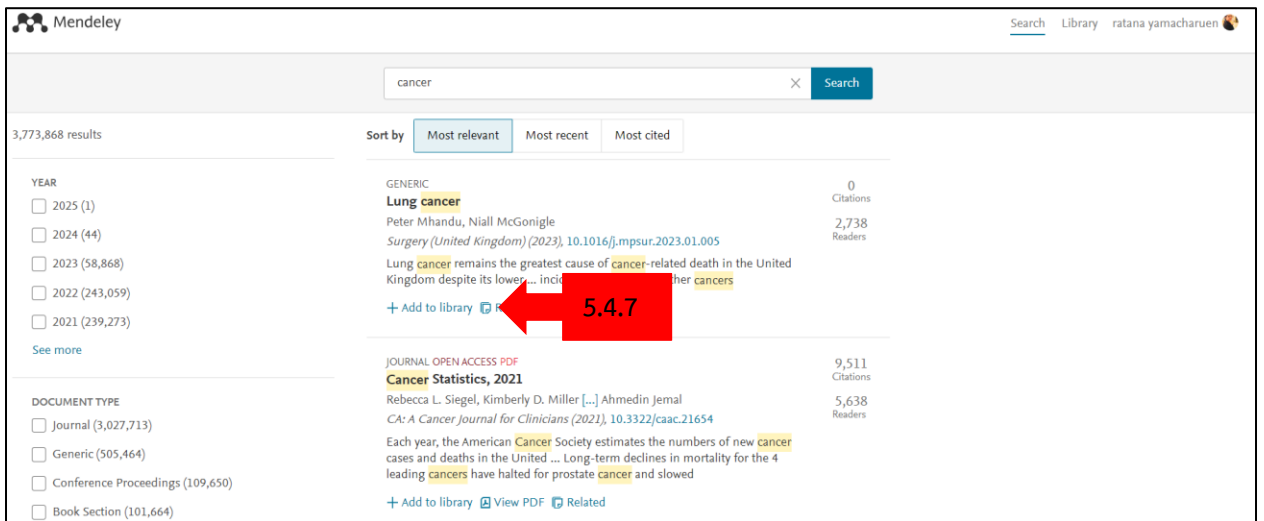 Mendeley
Search Library ratana yamacharuen
cancer
Search
3,773,868 results
Sort by Most relevant Most recent Most cited
YEAR
2025 (1)
2024 (44)
2023 (58,868)
2022 (243,059)
2021 (239,273)
See more
DOCUMENT TYPE
Journal (3,027,713)
Generic (505,464)
Conference Proceedings (109,650)
Book Section (101,664)
GENERIC
Lung cancer
Peter Mhandu, Niall McGonigle
Surgery (United Kingdom) (2023), 10.1016/j.mpsur.2023.01.005
Lung cancer remains the greatest cause of cancer-related death in the United
Kingdom despite its lower ... cancers
+ Add to library
0
Citations
2,738
Readers
5.4.7
JOURNAL OPEN ACCESS PDF
Cancer Statistics, 2021
Rebecca L. Siegel, Kimberly D. Miller [...] Ahmedin Jemal
CA: A Cancer Journal for Clinicians (2021), 10.3322/caac.21654
Each year, the American Cancer Society estimates the numbers of new cancer
cases and deaths in the United ... Long-term declines in mortality for the 4
leading cancers have halted for prostate cancer and slowed
+ Add to library View PDF Related
9,511
Citations
5,638
Readers